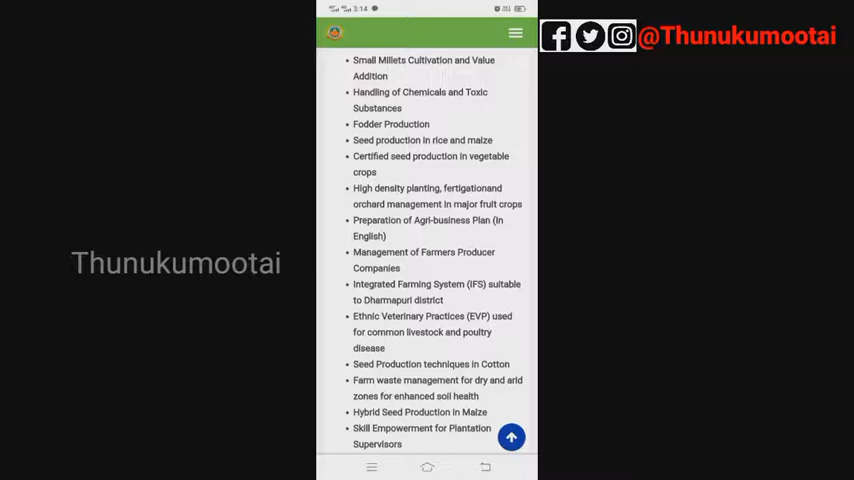 3:14
@Thunukumootai
Small Millets Cultivation and Value
Addition
Handling of Chemicals and Toxic
Substances
Fodder Production
Seed production in rice and maize
Certified seed production in vegetable
crops
High density planting, fertigationand
orchard management in major fruit crops
Preparation of Agri-business Plan (In
English)
Management of Farmers Producer
Companies
Integrated Farming System (IFS) suitable
to Dharmapuri district
Ethnic Veterinary Practices (EVP) used
for common livestock and poultry
disease
Seed Production techniques in Cotton
Farm waste management for dry and arid
zones for enhanced soil health
Hybrid Seed Production in Maize
Skill Empowerment for Plantation
Supervisors
Thunukumootai